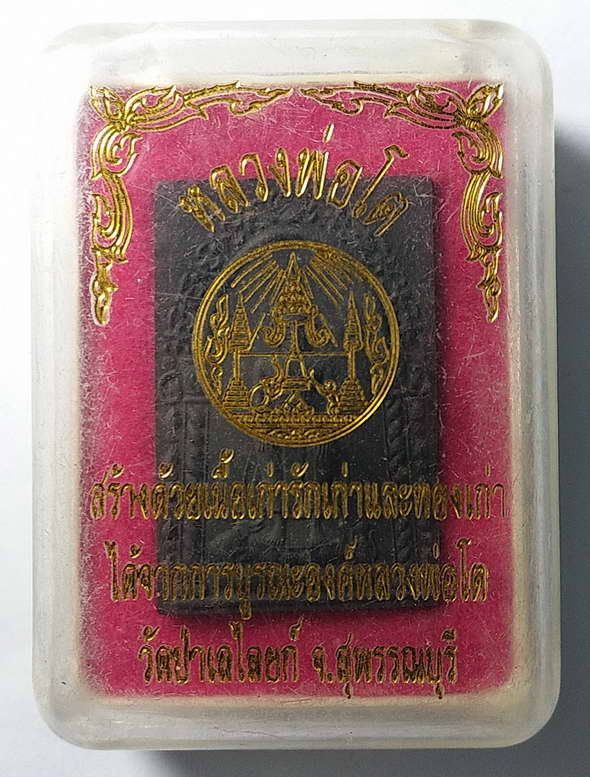 หลวงพ่อโต
สร้างด้วยเนื้อเก่ารักเก่าและทองเก่า
ได้จากการบูรณะองค์หลวงพ่อโต
วัดป่าเลไลยก์ จ.สุพรรณบุรี